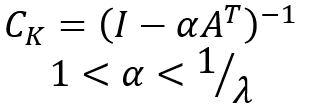 C_K = (I − αA^T)^{−1}
1 < α < 1/λ